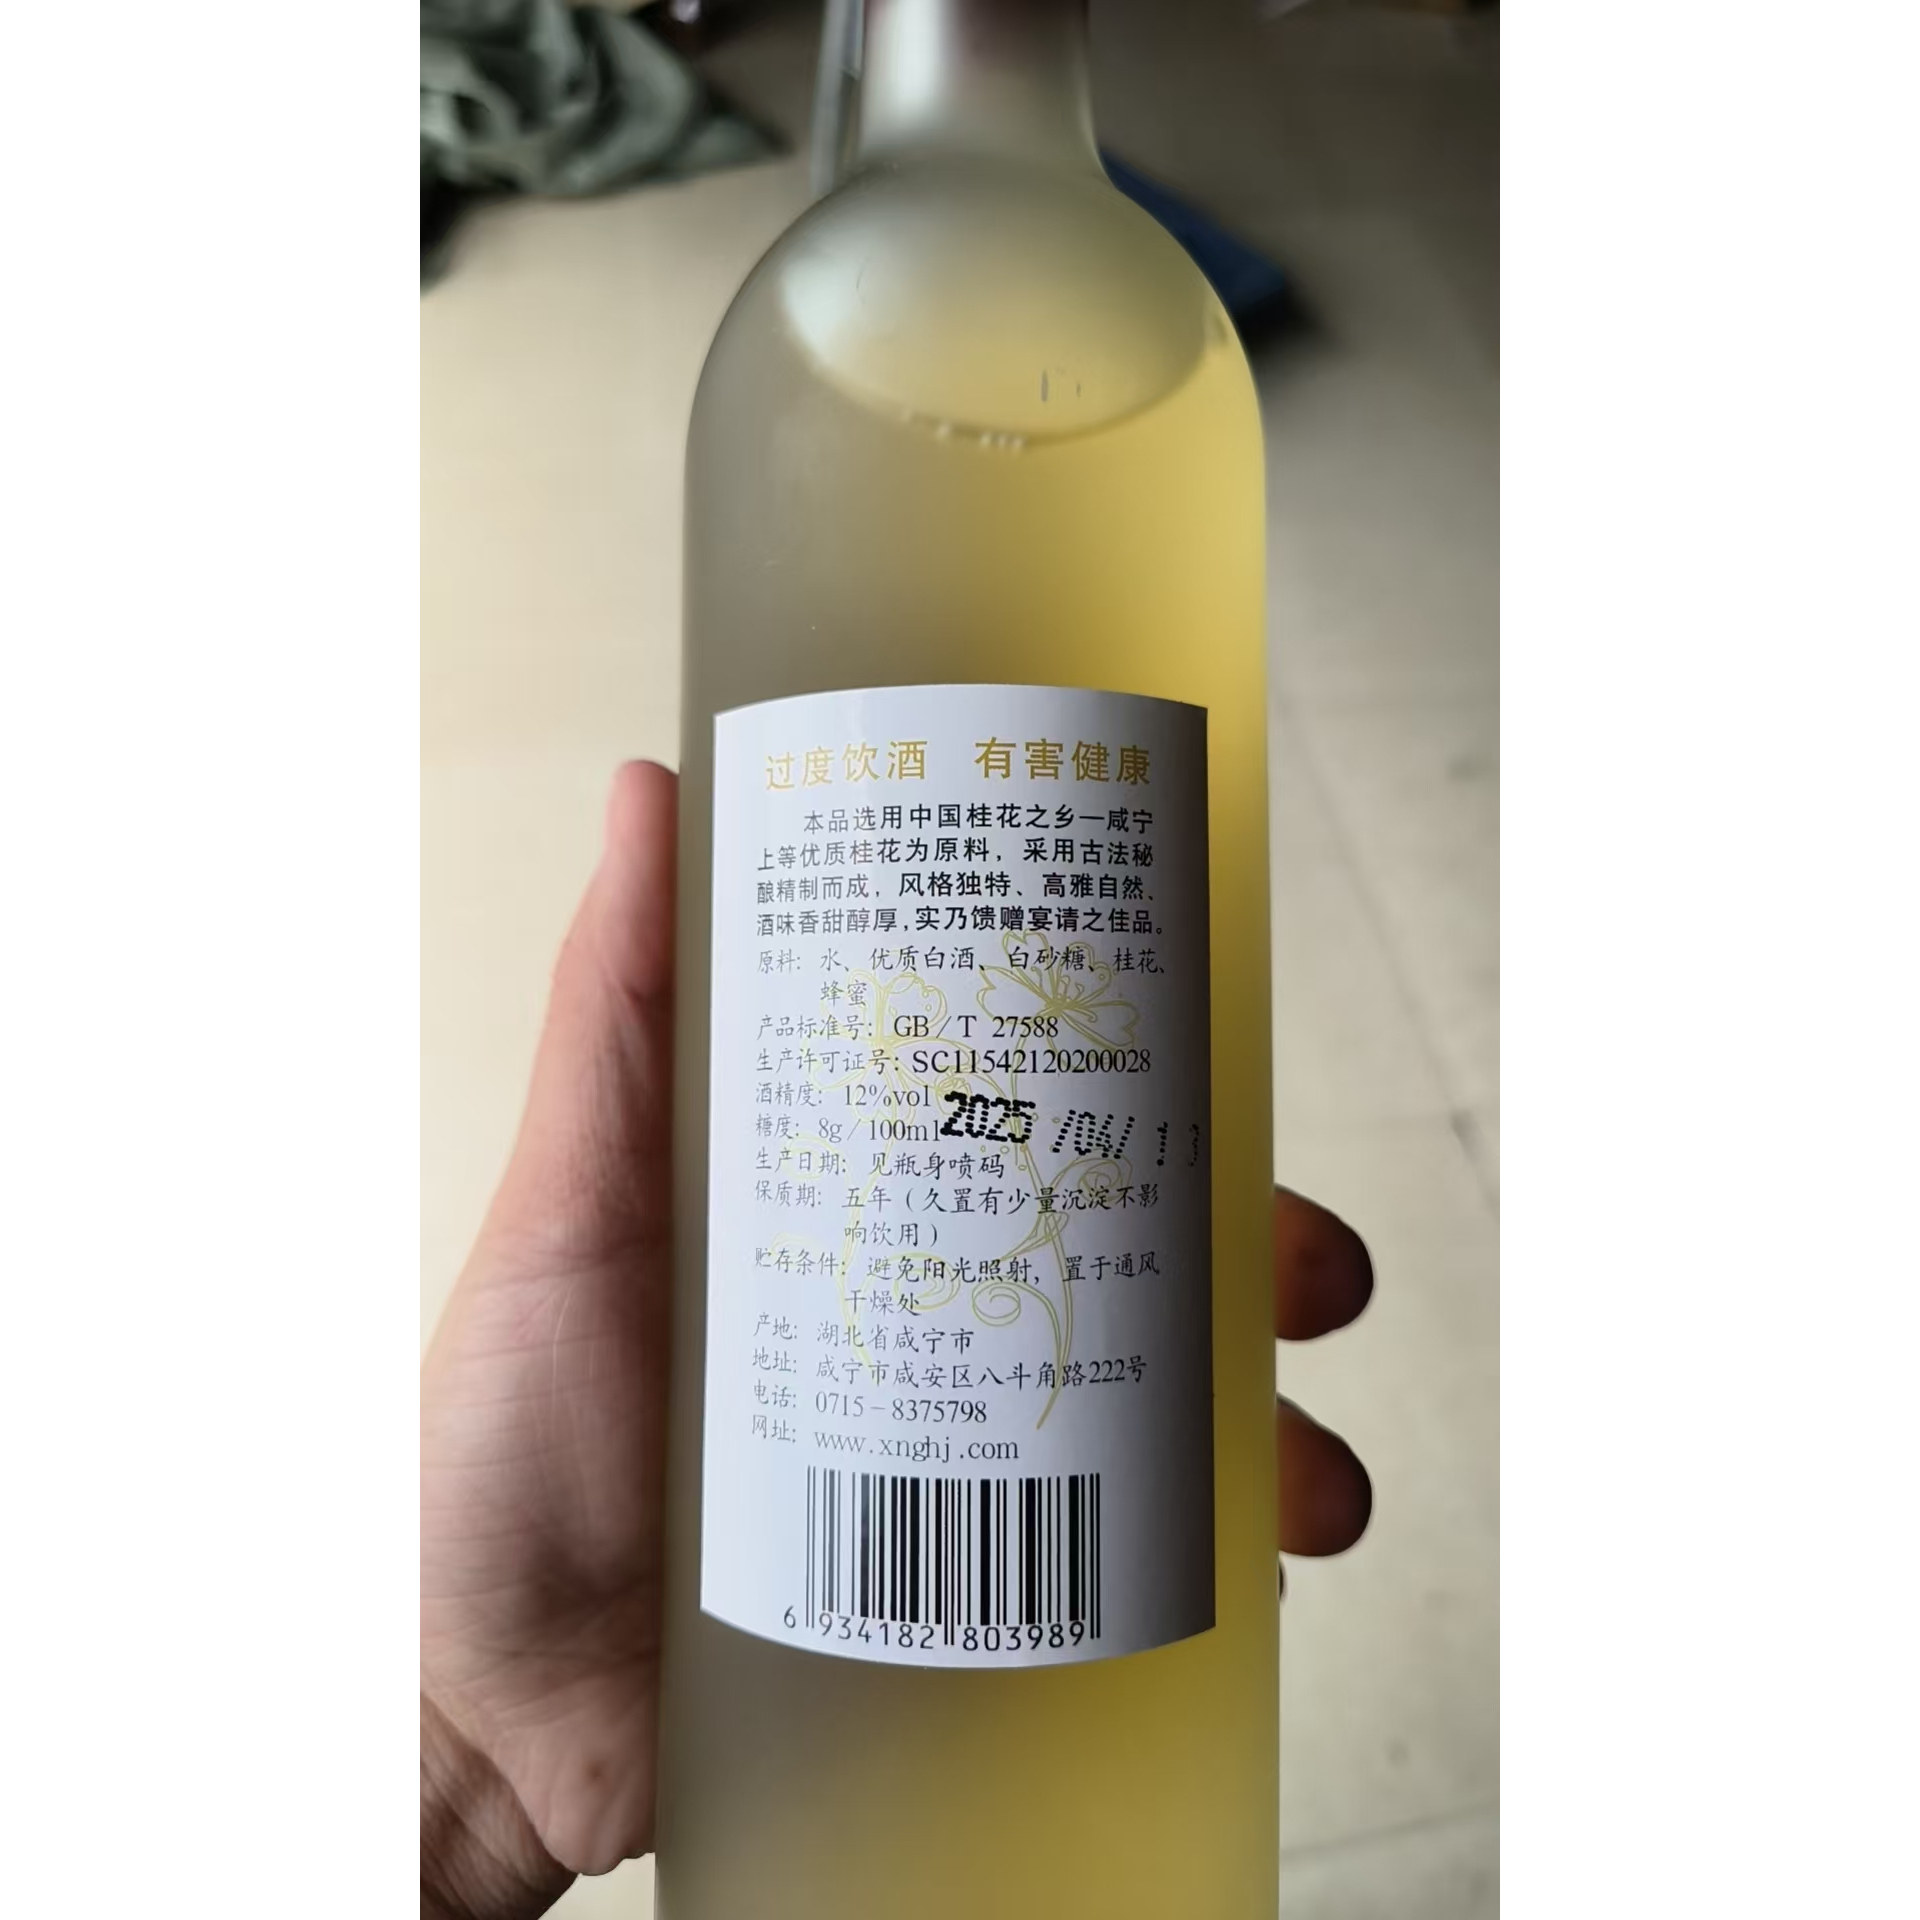 过度饮酒 有害健康
本品选用中国桂花之乡—咸宁
上等优质桂花为原料，采用古法秘
酿精制而成，风格独特、高雅自然、
酒味香甜醇厚，实乃馈赠宴请之佳品。
原料：水、优质白酒、白砂糖、桂花、
蜂蜜
产品标准号：GB/T 27588
生产许可证号：SC11542120200028
酒精度：12%vol
糖度：8g/100ml
2025/04/1
生产日期：见瓶身喷码
保质期：五年（久置有少量沉淀不影
响饮用）
贮存条件：避免阳光照射，置于通风
干燥处
产地：湖北省咸宁市
地址：咸宁市咸安区八斗角路222号
电话：0715-8375798
网址：www.xnghj.com
6 934182 803989